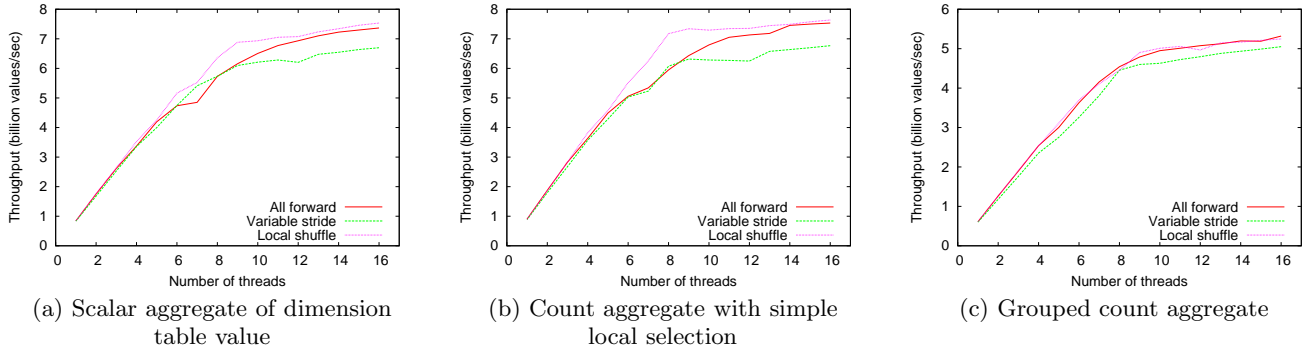 8
7
6
5
4
3
2
1
0
Throughput (billion values/sec)
All forward
Variable stride
Local shuffle
0 2 4 6 8 10 12 14 16
Number of threads
(a) Scalar aggregate of dimension
table value
8
7
6
5
4
3
2
1
0
Throughput (billion values/sec)
All forward
Variable stride
Local shuffle
0 2 4 6 8 10 12 14 16
Number of threads
(b) Count aggregate with simple
local selection
6
5
4
3
2
1
0
Throughput (billion values/sec)
All forward
Variable stride
Local shuffle
0 2 4 6 8 10 12 14 16
Number of threads
(c) Grouped count aggregate